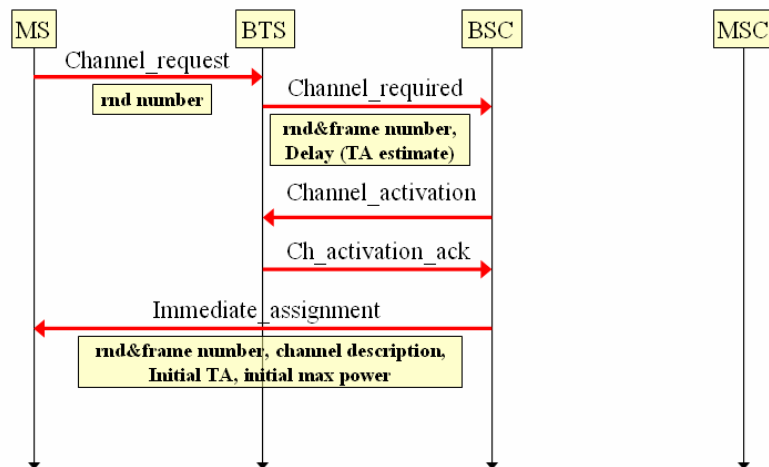 MS
BTS
BSC
MSC
Channel_request
rnd number
Channel_required
rnd&frame number,
Delay (TA estimate)
Channel_activation
Ch_activation_ack
Immediate_assignment
rnd&frame number, channel description,
Initial TA, initial max power